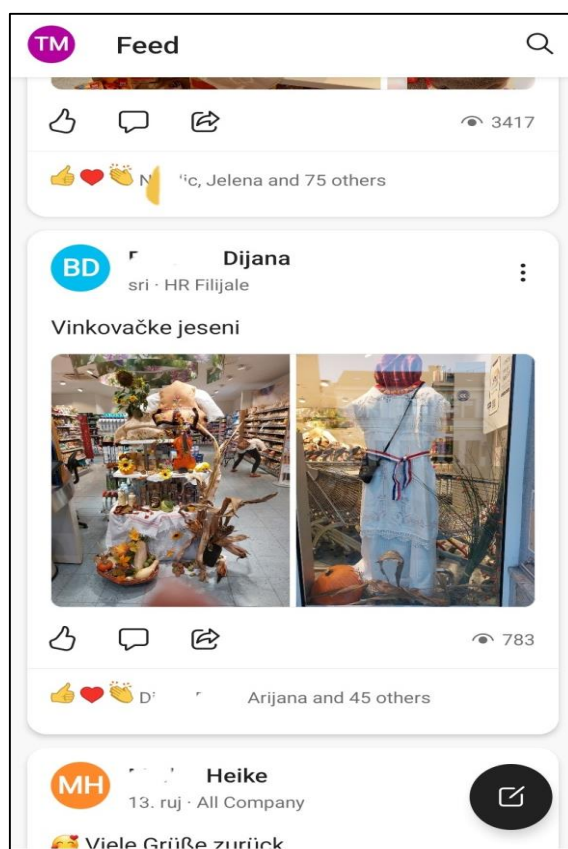 TM
Feed
3417
Jelena and 75 others
BD
Dijana
sri · HR Filijale
Vinkovačke jeseni
783
Arijana and 45 others
MH
Heike
13. ruj · All Company
Viele Grüße zurück